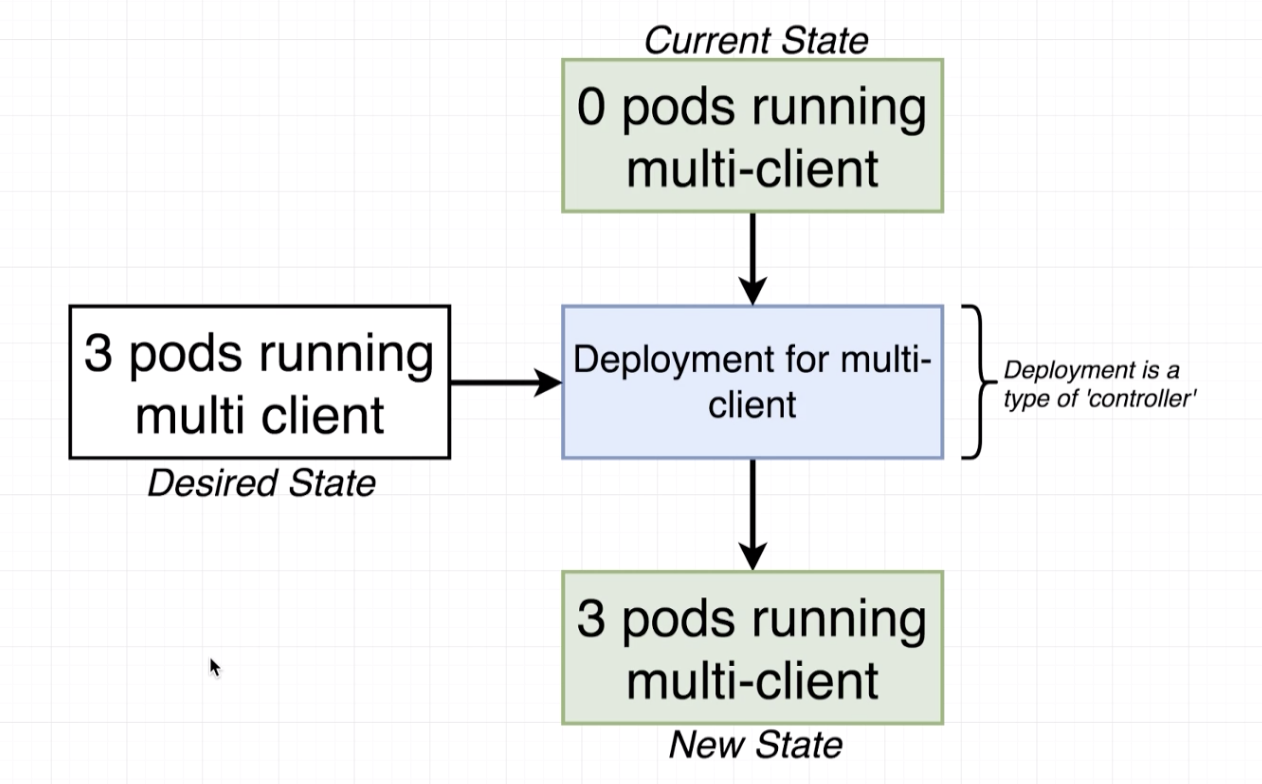 Current State
0 pods running
multi-client
3 pods running
multi client
Desired State
Deployment for multi-
client
Deployment is a
type of 'controller'
3 pods running
multi-client
New State